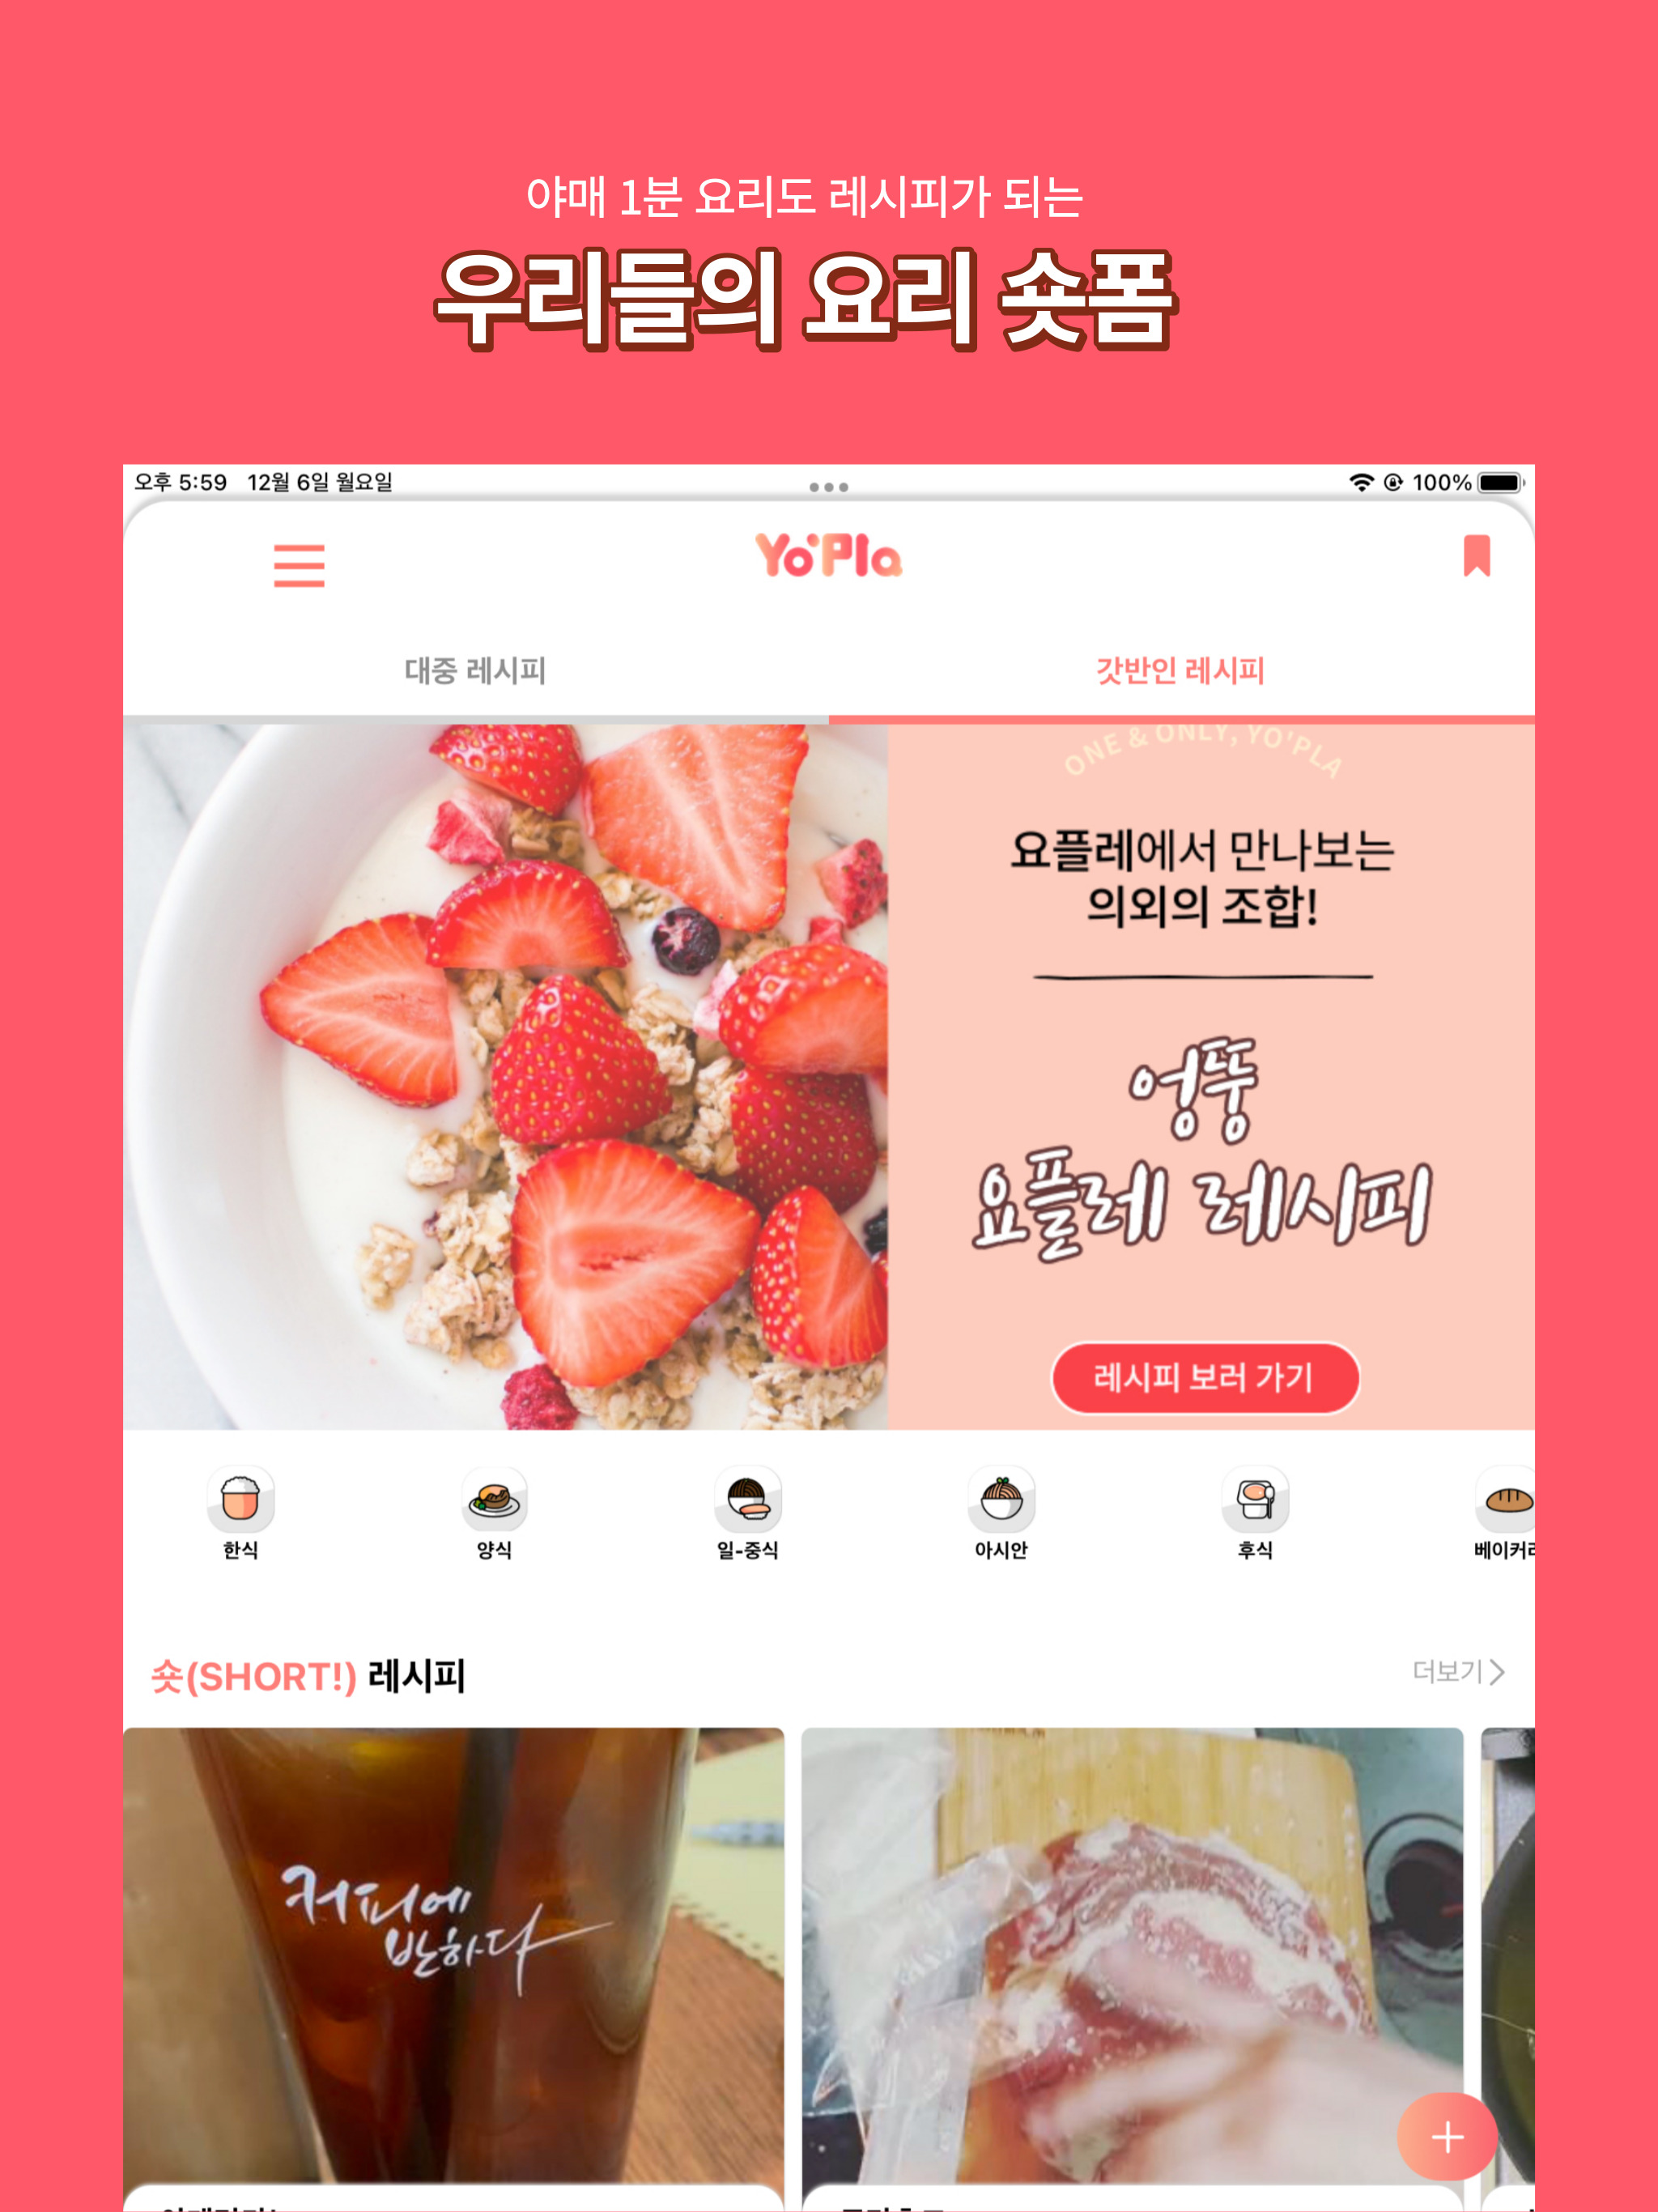 야매 1분 요리도 레시피가 되는
우리들의 요리 숏폼
오후 5:59 12월 6일 월요일
100%
Yo'Pla
대중 레시피
갓반인 레시피
ONE & ONLY, YO'PLA
요플레에서 만나보는
의외의 조합!
엉뚱
요플레 레시피
레시피 보러 가기
한식
양식
일-중식
아시안
후식
베이커리
숏(SHORT!) 레시피
더보기
커피에
반하다